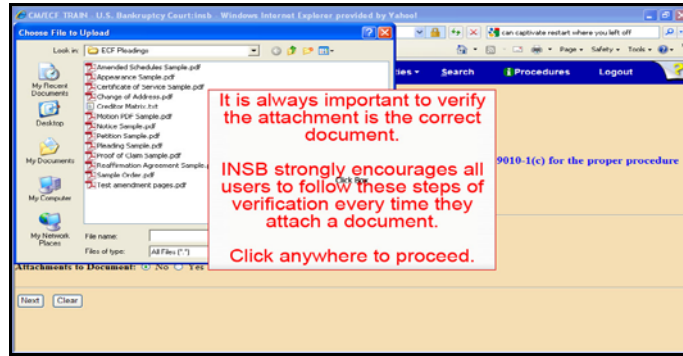 CM/ECF TRAIN - U.S. Bankruptcy Court:insb - Windows Internet Explorer provided by Yahoo!
Choose File to Upload
can captivate restart where you left off
Look in:
ECF Pleadings
Page
Safety
Tools
ties
Search
Procedures
Logout
My Recent Documents
Desktop
My Documents
My Computer
My Network Places
Amended Schedules Sample.pdf
Appearance Sample.pdf
Certificate of Service Sample.pdf
Change of Address.pdf
Creditor Matrix.txt
Motion PDF Sample.pdf
Notice Sample.pdf
Petition Sample.pdf
Pleading Sample.pdf
Proof of Claim Sample.pdf
Reaffirmation Agreement Sample.p
Sample Order.pdf
Test amendment pages.pdf
It is always important to verify
the attachment is the correct
document.
INSB strongly encourages all
users to follow these steps of
verification every time they
attach a document.
Click anywhere to proceed.
Click Box
9010-1(c) for the proper procedure
File name:
Files of type:
All Files (*.*)
Attachments to Document: No Yes
Next Clear